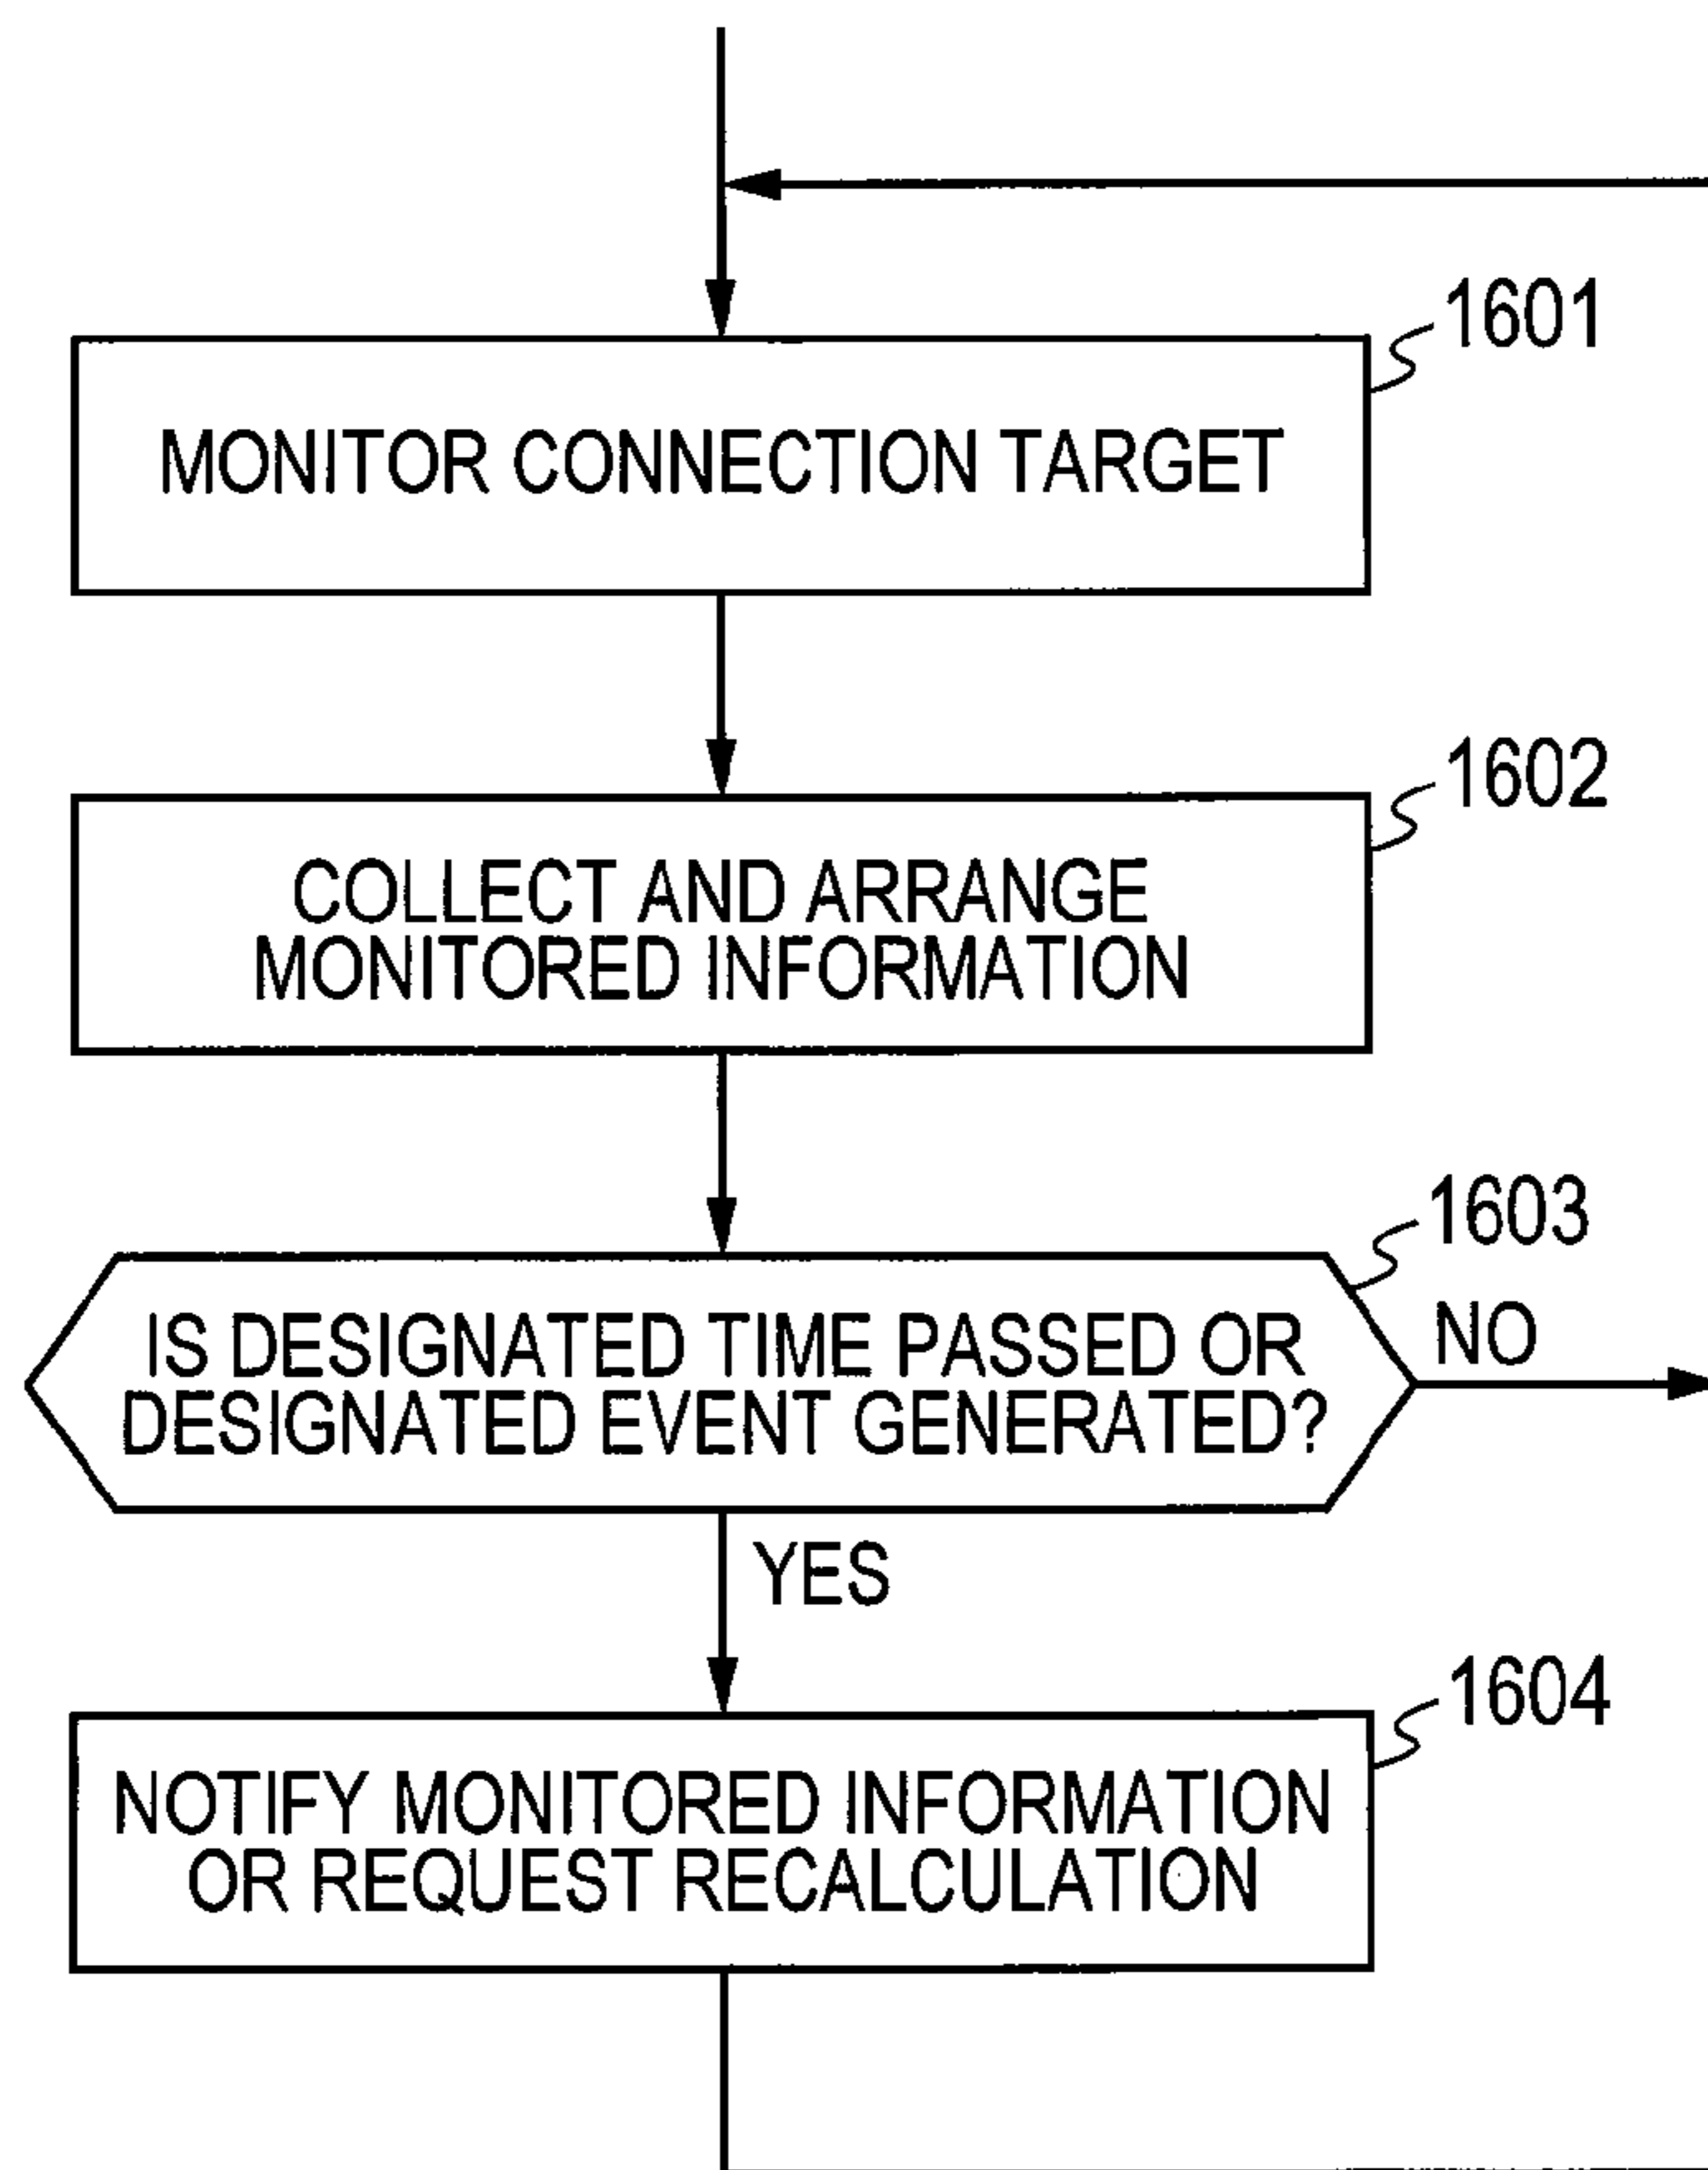 1601
MONITOR CONNECTION TARGET
1602
COLLECT AND ARRANGE
MONITORED INFORMATION
1603
IS DESIGNATED TIME PASSED OR
DESIGNATED EVENT GENERATED?
NO
YES
1604
NOTIFY MONITORED INFORMATION
OR REQUEST RECALCULATION